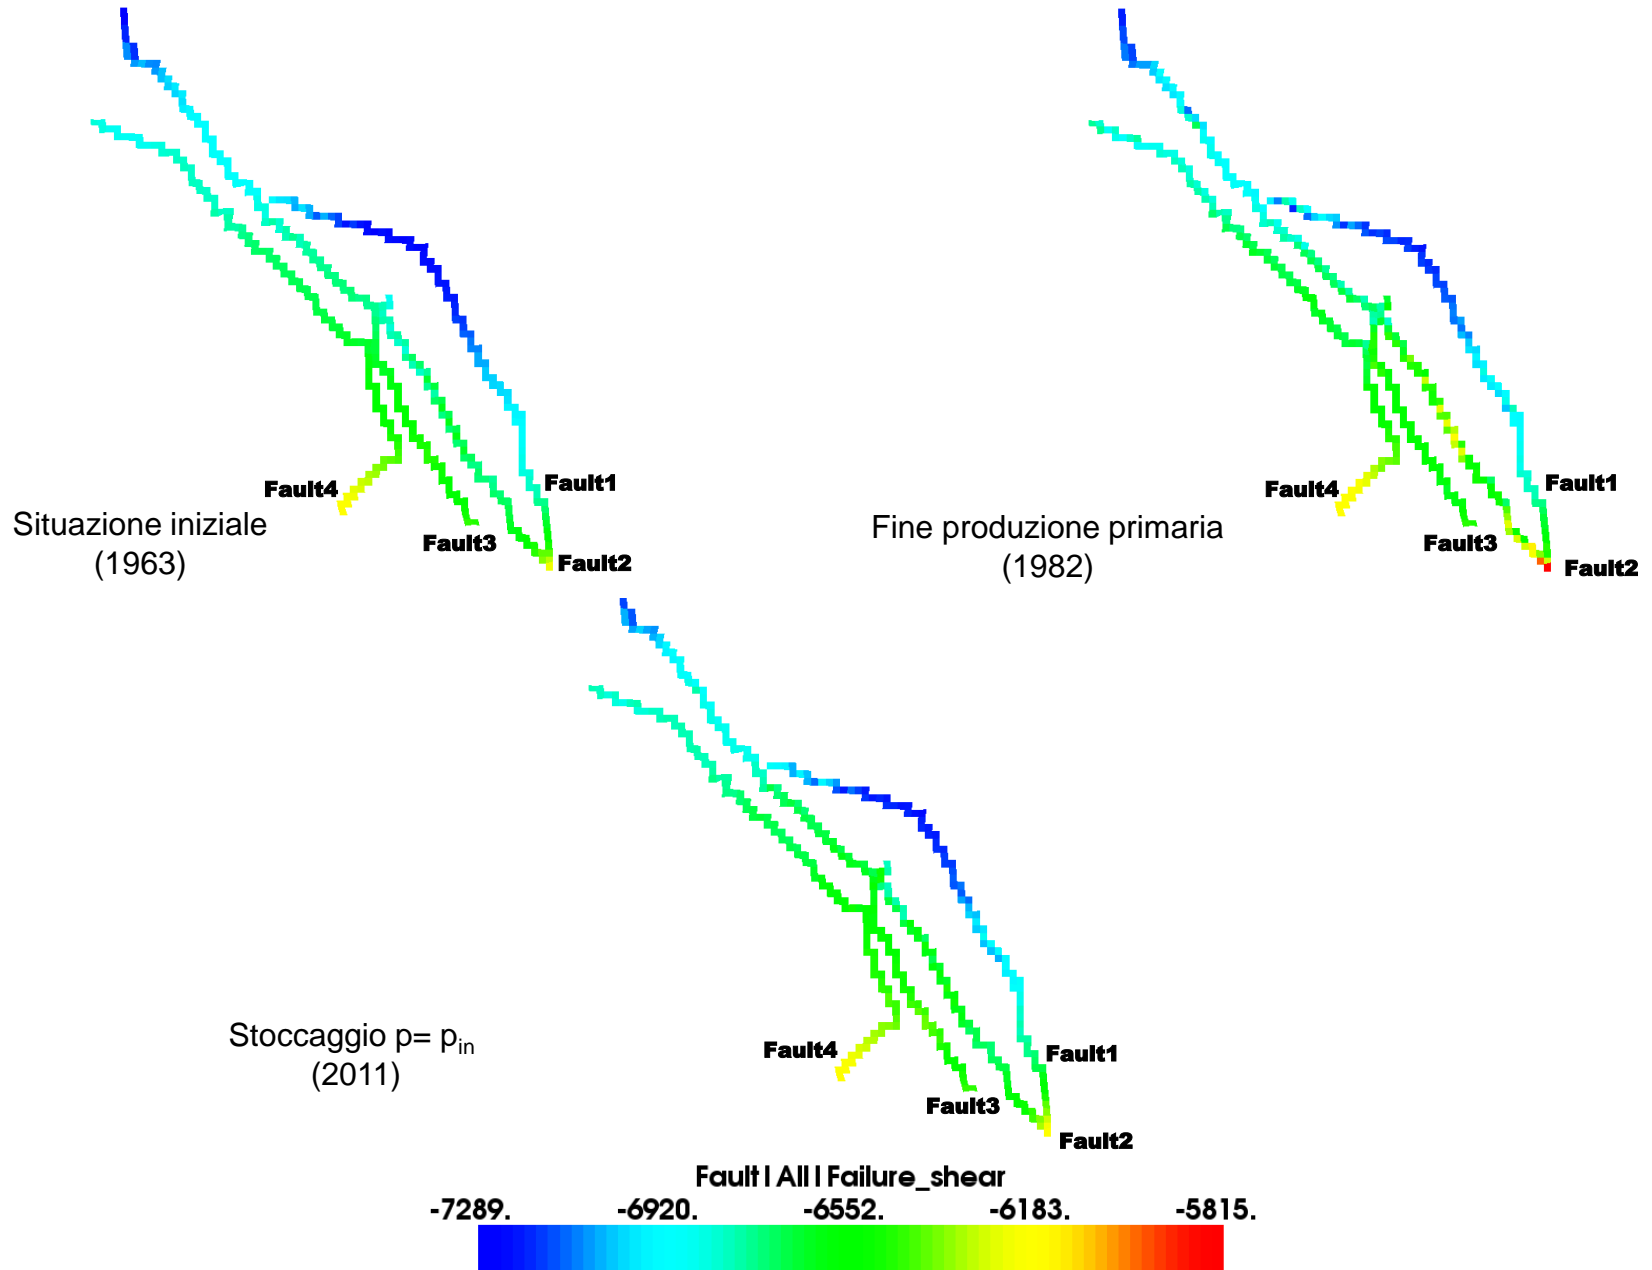 Fault4
Fault1
Situazione iniziale
(1963)
Fault3
Fault2
Fault4
Fault1
Fine produzione primaria
(1982)
Fault3
Fault2
Stoccaggio p= pin
(2011)
Fault4
Fault1
Fault3
Fault2
Fault | All | Failure_shear
-7289. -6920. -6552. -6183. -5815.